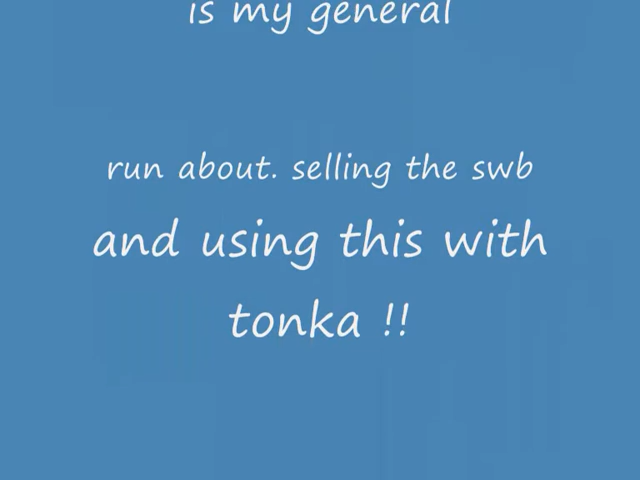 is my general
run about. selling the swb
and using this with
tonka !!